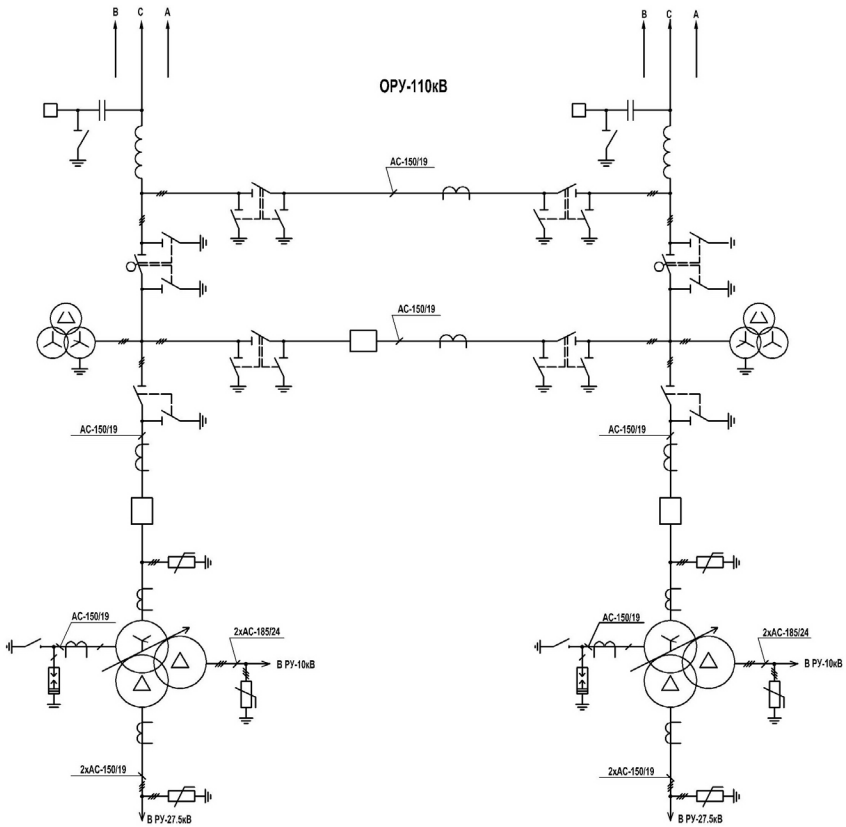 В С А
В С А
ОРУ-110кВ
АС-150/19
АС-150/19
АС-150/19
АС-150/19
АС-150/19
2хАС-185/24
АС-150/19
2хАС-185/24
В РУ-10кВ
В РУ-10кВ
2хАС-150/19
2хАС-150/19
В РУ-27.5кВ
В РУ-27.5кВ